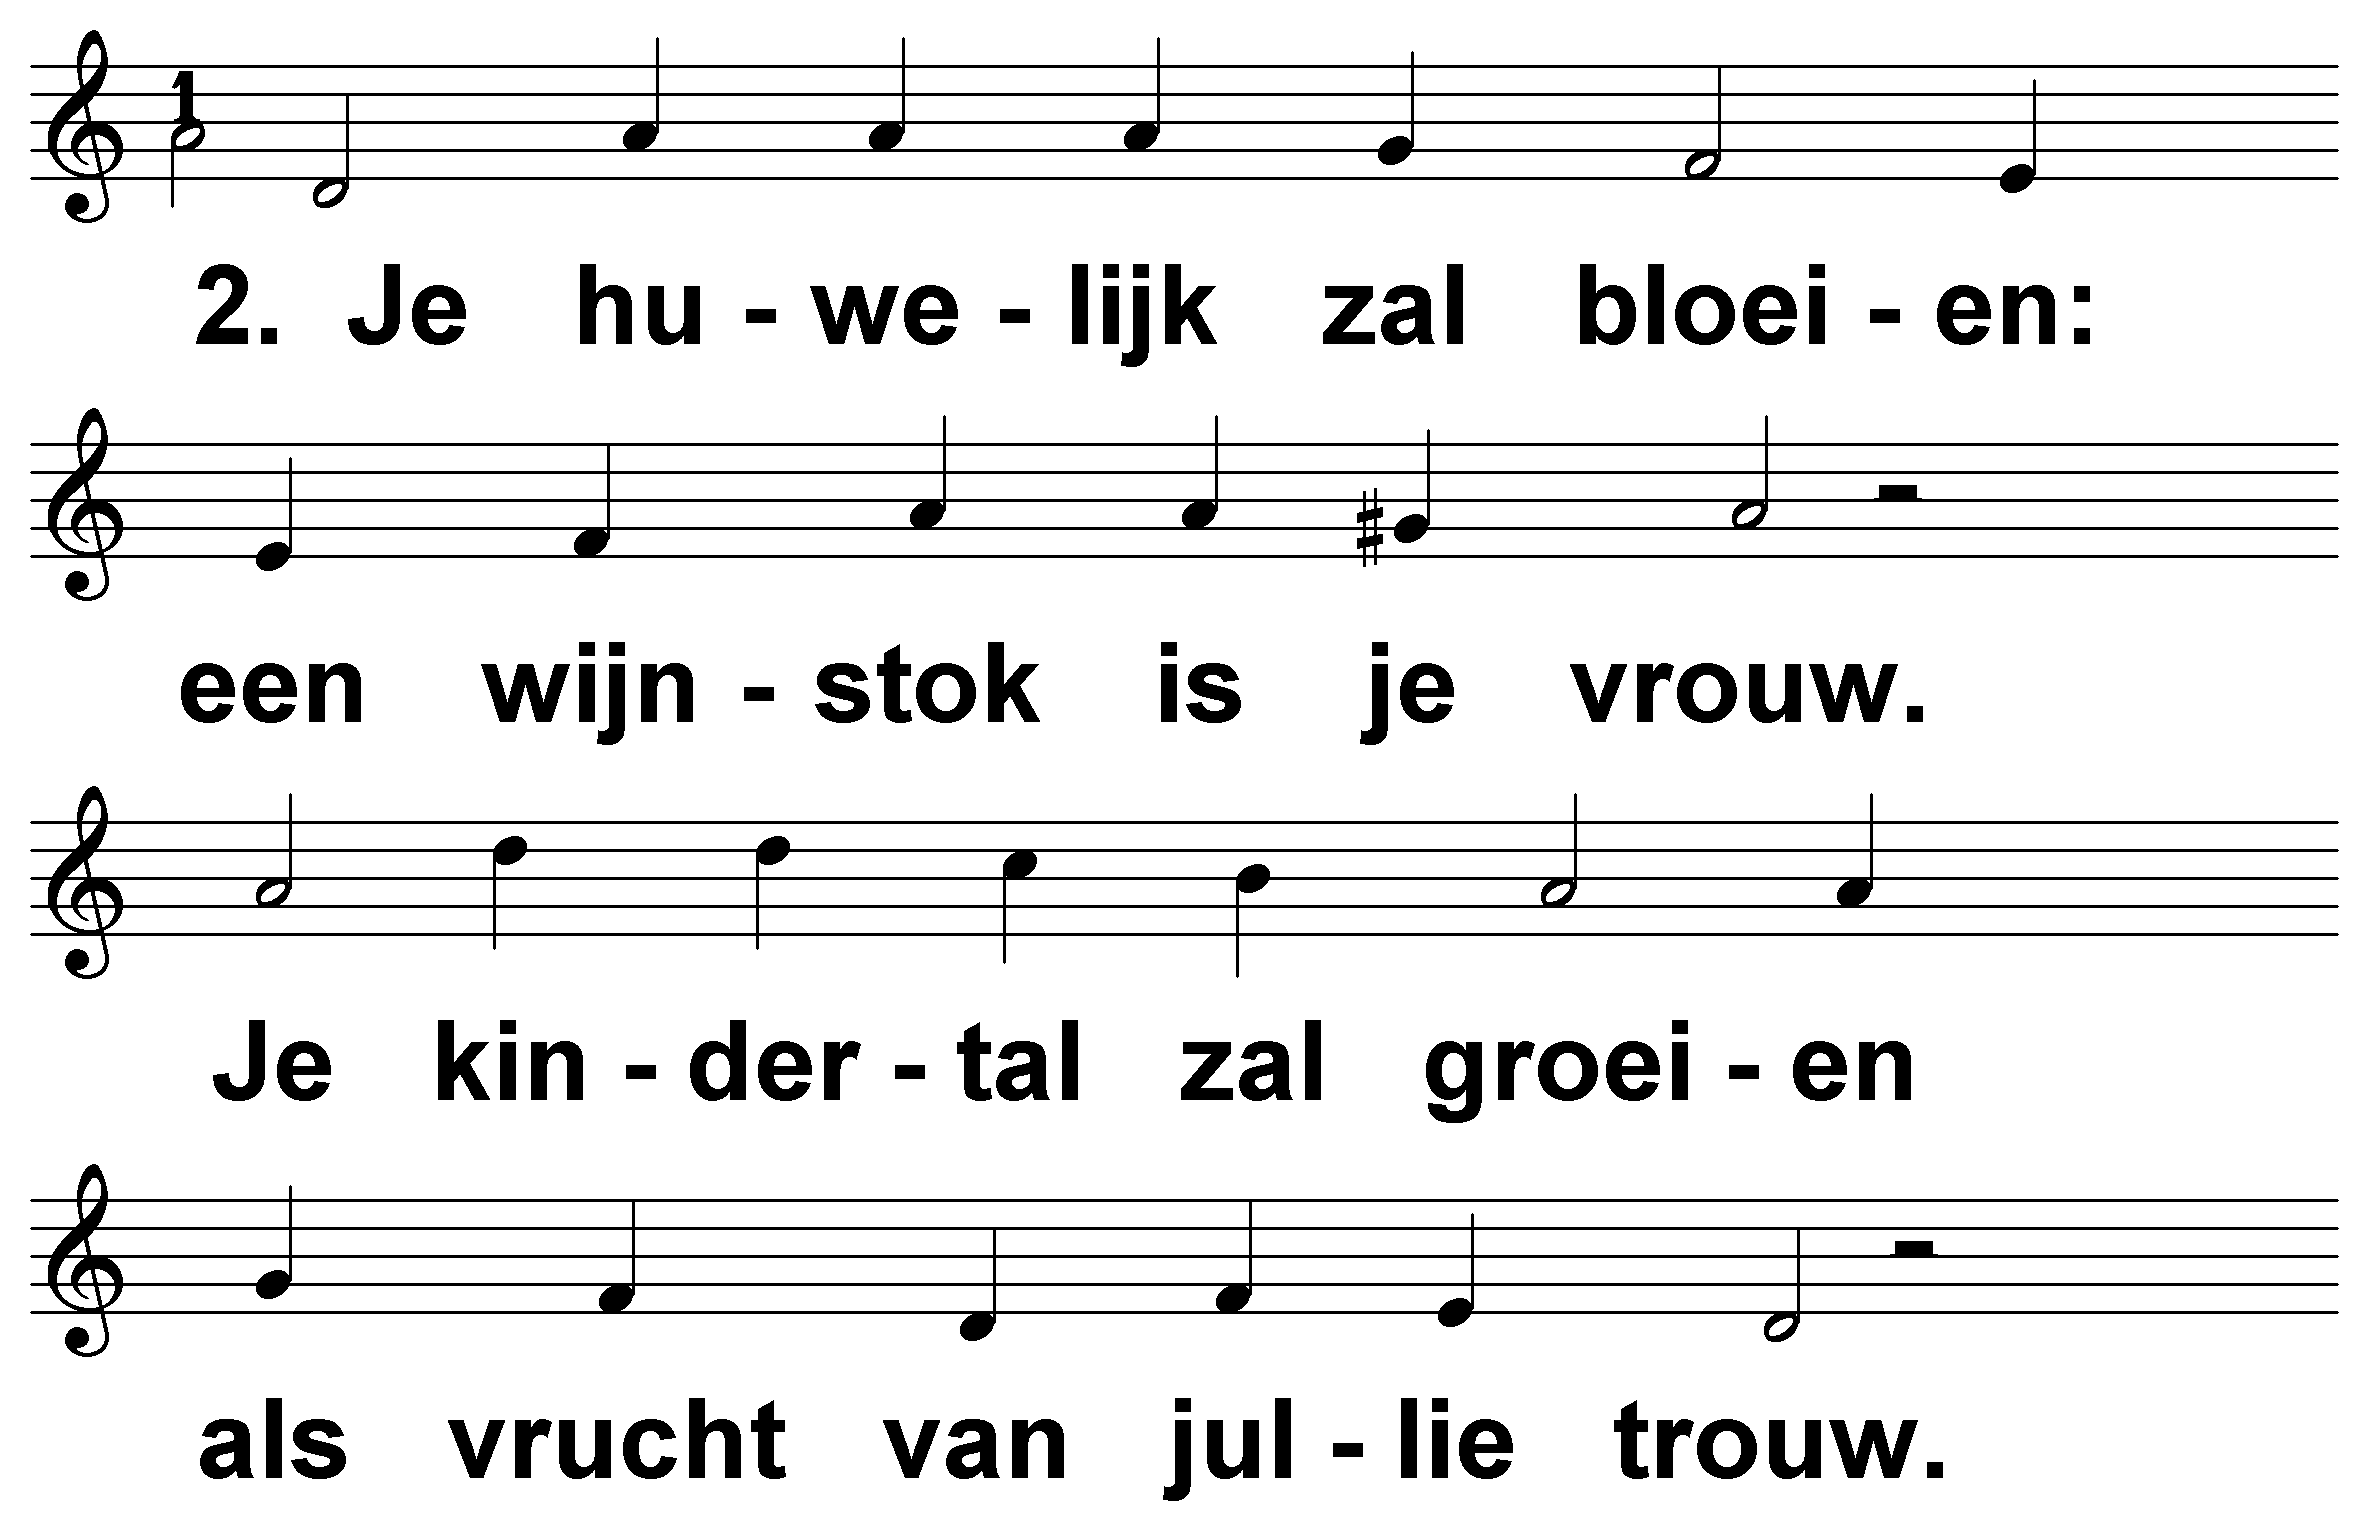 1
2. Je hu - we - lijk zal bloei - en:
een wijn - stok is je vrouw.
Je kin - der - tal zal groei - en
als vrucht van jul - lie trouw.